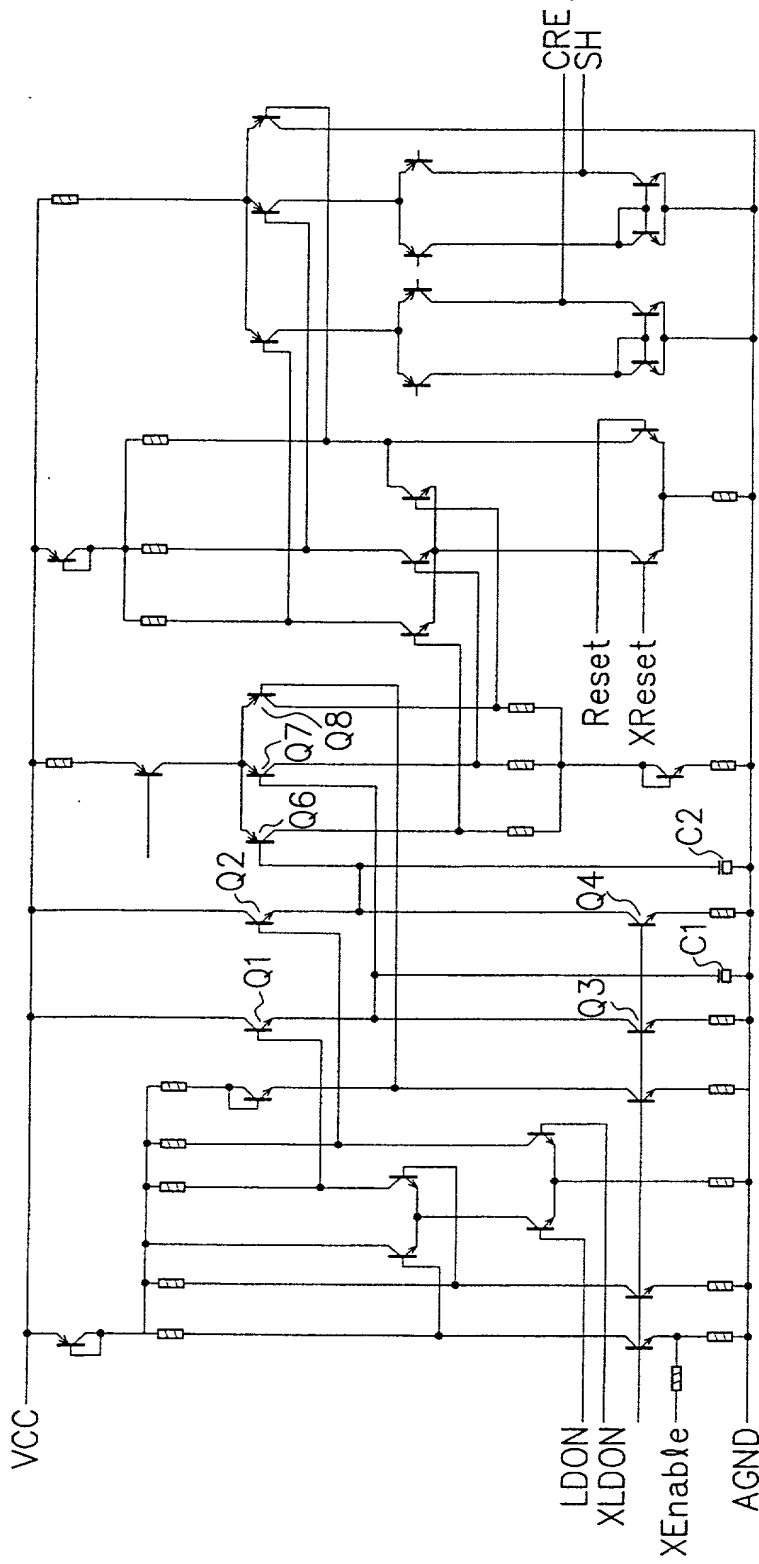 VCC
LDON
XLDON
XEnable
AGND
Q1
Q2
Q3
Q4
C1
C2
Q6
Q7
Q8
Reset
XReset
CRE
SH